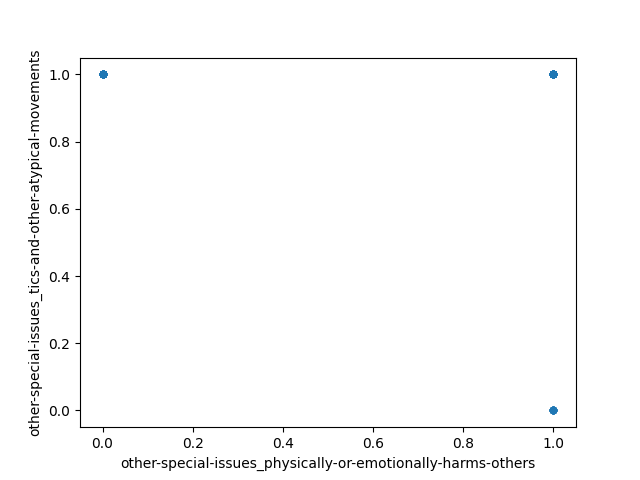 other-special-issues_tics-and-other-atypical-movements
1.0
0.8
0.6
0.4
0.2
0.0
0.0 0.2 0.4 0.6 0.8 1.0
other-special-issues_physically-or-emotionally-harms-others